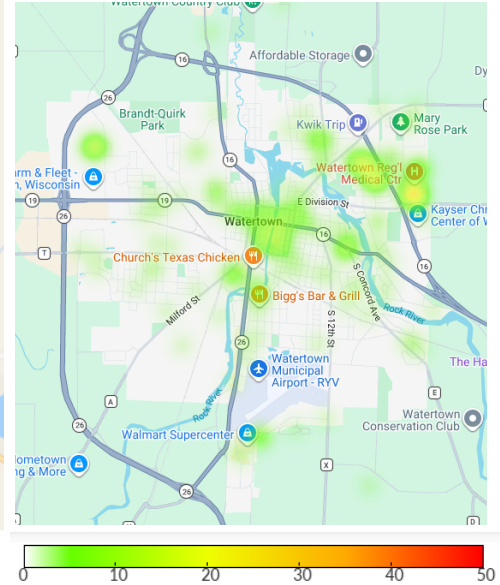 Watertown Country Club
16
Affordable Storage
Dy
26
Brandt-Quirk
Park
Kwik Trip
Mary
Rose Park
arm & Fleet -
n, Wisconsin
16
Watertown Reg'l
Medical Ctr
H
19
19
E Division St
Kayser Chr
Center of W
26
Watertown
16
T
Church's Texas Chicken
S Concord Ave
16
Bigg's Bar & Grill
Milford St
S 12th St
Rock River
26
The Ha
Watertown
Municipal
Airport - RYV
E
A
Rock River
Watertown
Conservation Club
26
Walmart Supercenter
ometown
ng & More
X
26
D
0 10 20 30 40 50